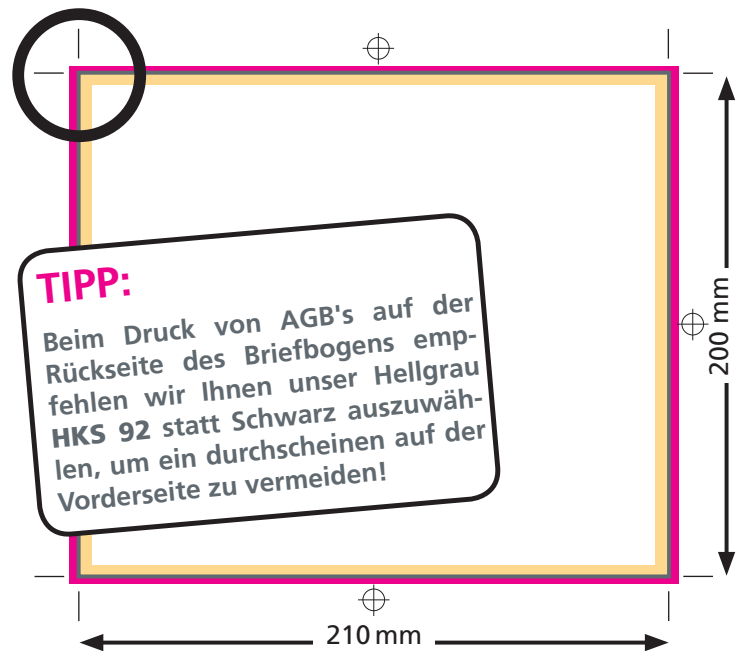 TIPP:
Beim Druck von AGB's auf der
Rückseite des Briefbogens emp-
fehlen wir Ihnen unser Hellgrau
HKS 92 statt Schwarz auszuwäh-
len, um ein durchscheinen auf der
Vorderseite zu vermeiden!
200 mm
210 mm